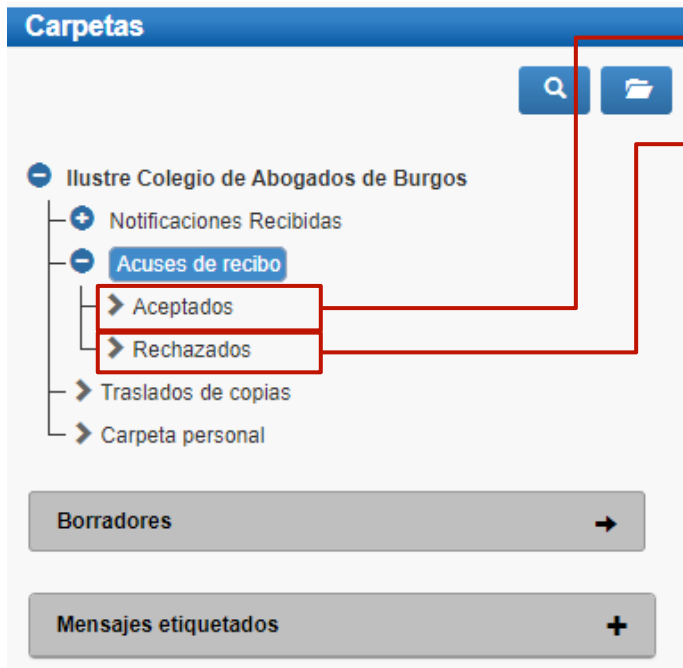 Carpetas
Ilustre Colegio de Abogados de Burgos
Notificaciones Recibidas
Acuses de recibo
Aceptados
Rechazados
Traslados de copias
Carpeta personal
Borradores
Mensajes etiquetados